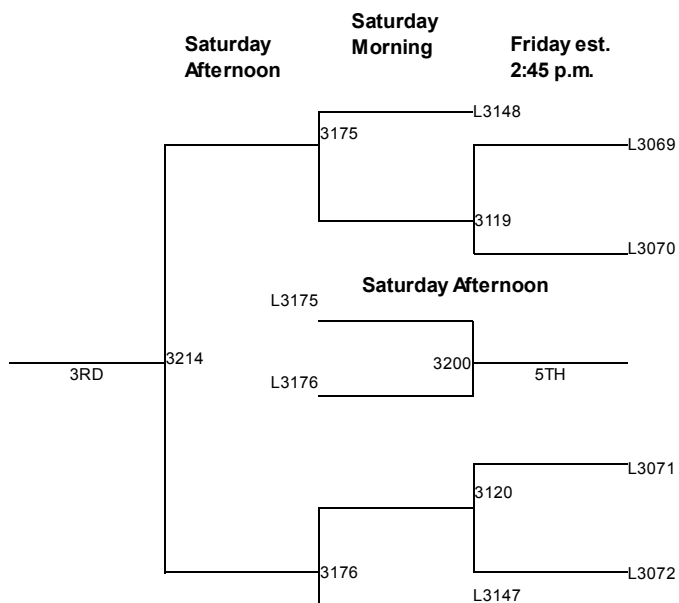 Saturday
Afternoon
Saturday
Morning
Friday est.
2:45 p.m.
L3148
3175
L3069
3119
L3070
Saturday Afternoon
L3175
3214
3200
3RD
L3176
5TH
L3071
3120
3176
L3072
L3147